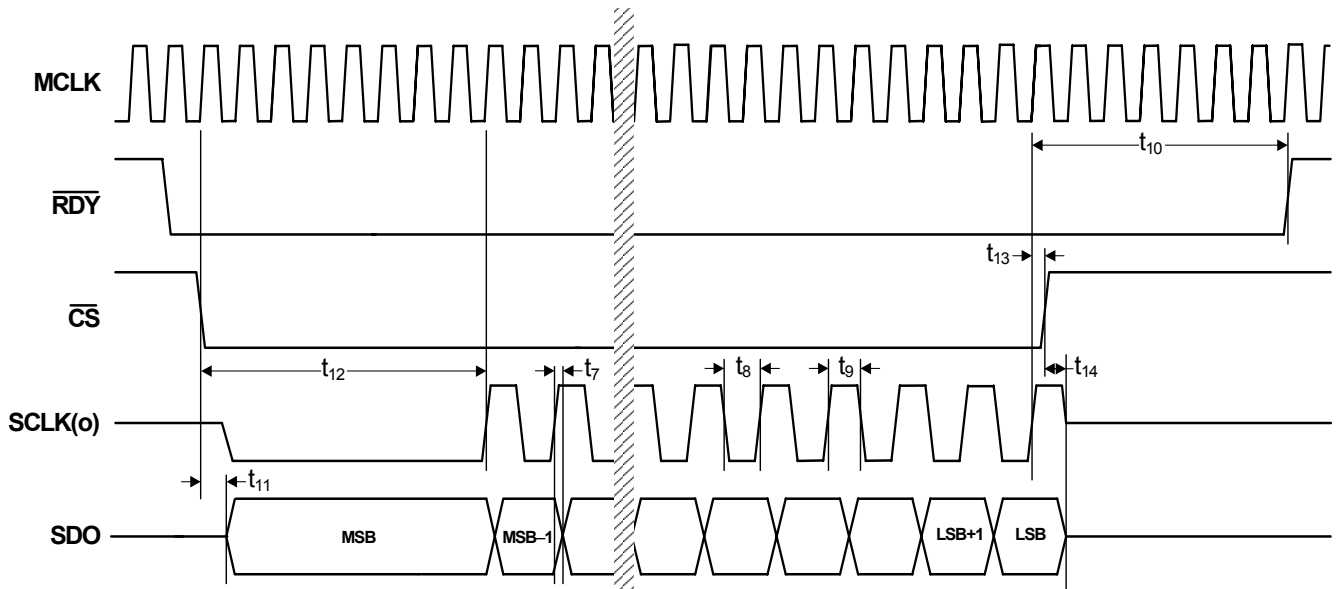 MCLK
t10
RDY
t13
CS
t12
t7
t8
t9
t14
SCLK(o)
t11
SDO
MSB
MSB–1
LSB+1
LSB